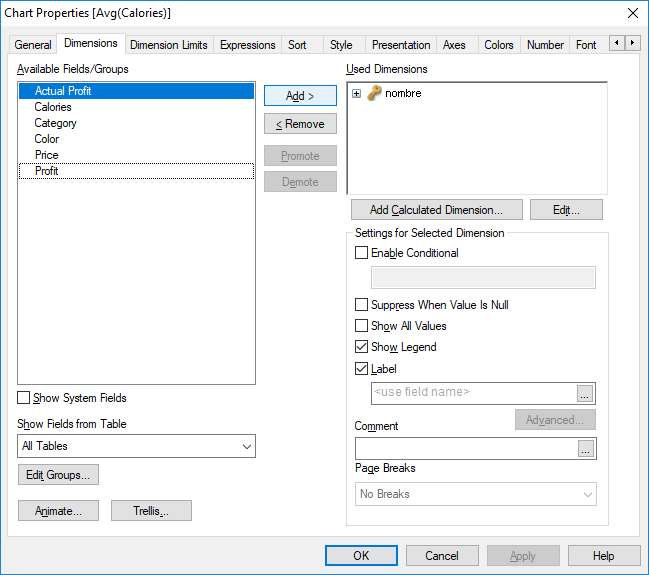 Chart Properties [Avg(Calories)]
General Dimensions Dimension Limits Expressions Sort Style Presentation Axes Colors Number Font
Available Fields/Groups
Actual Profit
Calories
Category
Color
Price
Profit
Add >
< Remove
Promote
Demote
Used Dimensions
nombre
Add Calculated Dimension... Edit...
Settings for Selected Dimension
Enable Conditional
Suppress When Value Is Null
Show All Values
Show Legend
Label
<use field name> ...
Advanced...
Comment
...
Page Breaks
No Breaks
Show System Fields
Show Fields from Table
All Tables
Edit Groups...
Animate... Trellis...
OK Cancel Apply Help